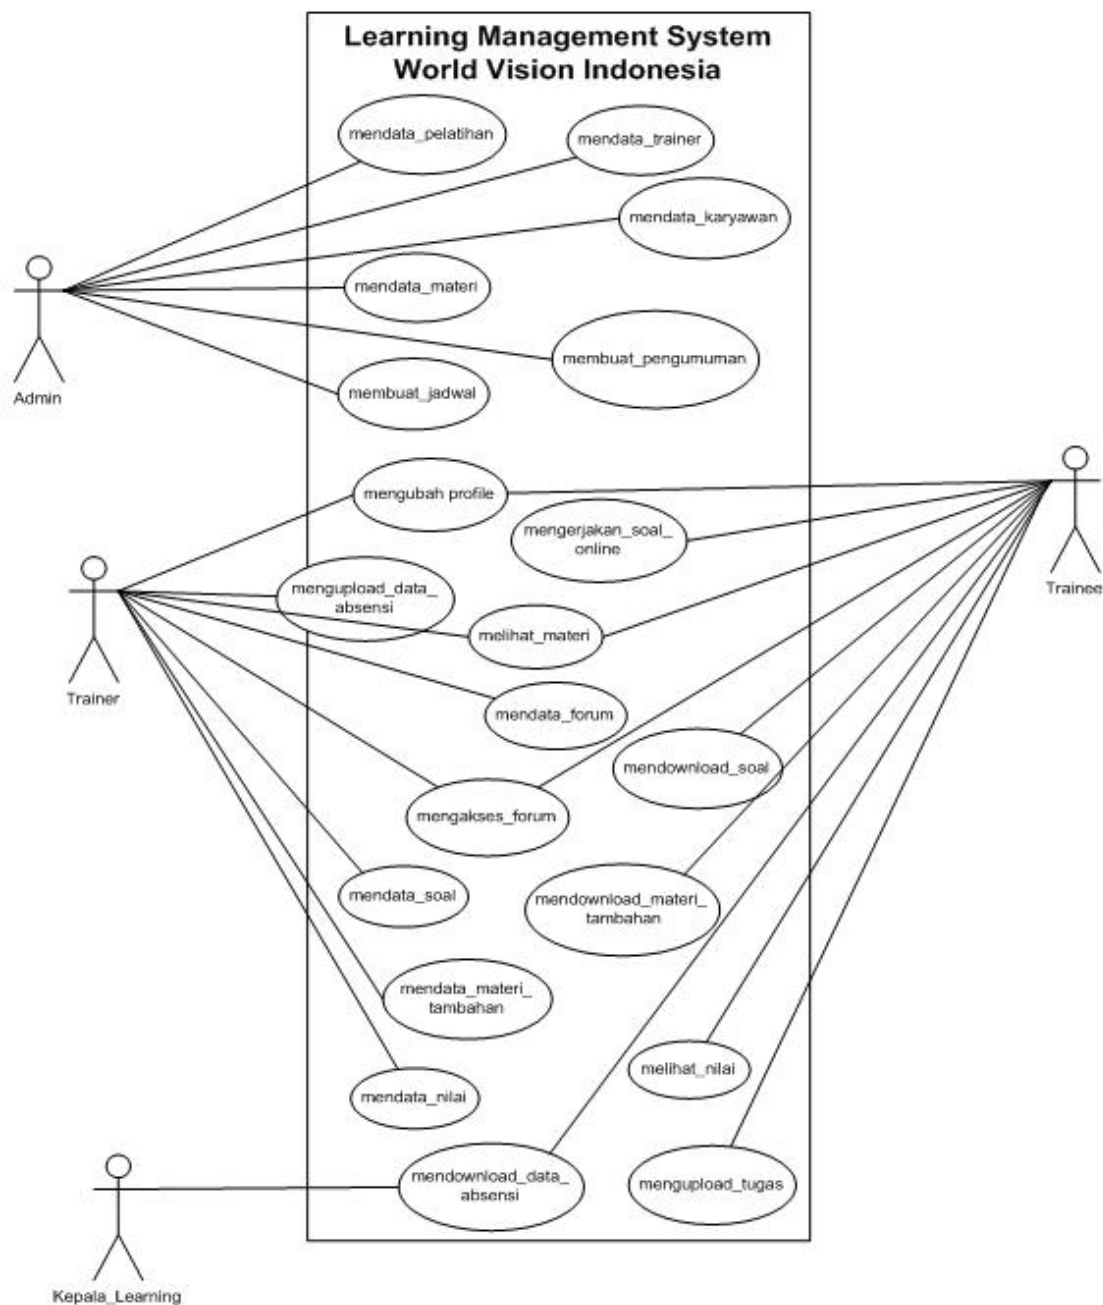 Learning Management System
World Vision Indonesia
mendata_pelatihan
mendata_trainer
mendata_karyawan
mendata_materi
membuat_pengumuman
membuat_jadwal
Admin
mengubah profile
mengerjakan_soal_
online
Trainee
mengupload_data_
absensi
melihat_materi
Trainer
mendata_forum
mendownload_soal
mengakses_forum
mendata_soal
mendownload_materi_
tambahan
mendata_materi_
tambahan
melihat_nilai
mendata_nilai
mendownload_data_
absensi
mengupload_tugas
Kepala_Learning